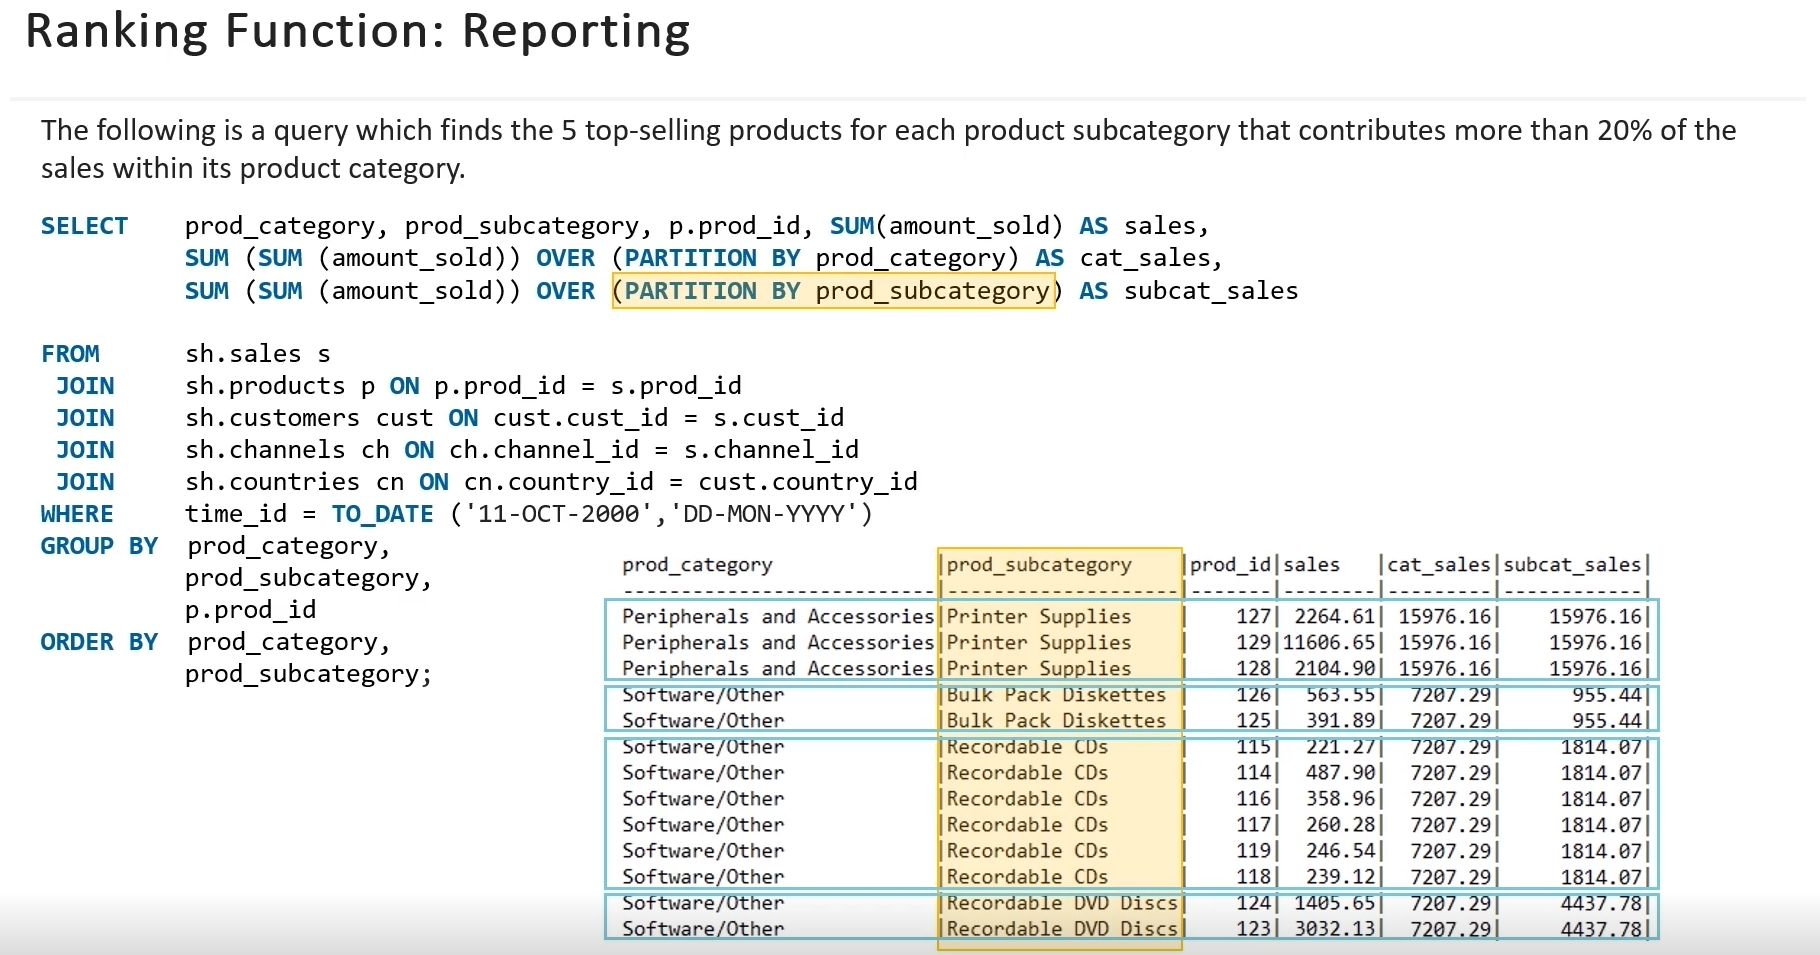 Ranking Function: Reporting
The following is a query which finds the 5 top-selling products for each product subcategory that contributes more than 20% of the
sales within its product category.
SELECT prod_category, prod_subcategory, p.prod_id, SUM(amount_sold) AS sales,
SUM (SUM (amount_sold)) OVER (PARTITION BY prod_category) AS cat_sales,
SUM (SUM (amount_sold)) OVER (PARTITION BY prod_subcategory) AS subcat_sales
FROM sh.sales s
JOIN sh.products p ON p.prod_id = s.prod_id
JOIN sh.customers cust ON cust.cust_id = s.cust_id
JOIN sh.channels ch ON ch.channel_id = s.channel_id
JOIN sh.countries cn ON cn.country_id = cust.country_id
WHERE time_id = TO_DATE ('11-OCT-2000','DD-MON-YYYY')
GROUP BY prod_category,
prod_subcategory,
p.prod_id
ORDER BY prod_category,
prod_subcategory;
prod_category |prod_subcategory |prod_id|sales |cat_sales|subcat_sales|
---------------------------|--------------------|-------|--------|---------|------------|
Peripherals and Accessories|Printer Supplies | 127| 2264.61| 15976.16| 15976.16|
Peripherals and Accessories|Printer Supplies | 129|11606.65| 15976.16| 15976.16|
Peripherals and Accessories|Printer Supplies | 128| 2104.90| 15976.16| 15976.16|
Software/Other |Bulk Pack Diskettes | 126| 563.55| 7207.29| 955.44|
Software/Other |Bulk Pack Diskettes | 125| 391.89| 7207.29| 955.44|
Software/Other |Recordable CDs | 115| 221.27| 7207.29| 1814.07|
Software/Other |Recordable CDs | 114| 487.90| 7207.29| 1814.07|
Software/Other |Recordable CDs | 116| 358.96| 7207.29| 1814.07|
Software/Other |Recordable CDs | 117| 260.28| 7207.29| 1814.07|
Software/Other |Recordable CDs | 119| 246.54| 7207.29| 1814.07|
Software/Other |Recordable CDs | 118| 239.12| 7207.29| 1814.07|
Software/Other |Recordable DVD Discs| 124| 1405.65| 7207.29| 4437.78|
Software/Other |Recordable DVD Discs| 123| 3032.13| 7207.29| 4437.78|